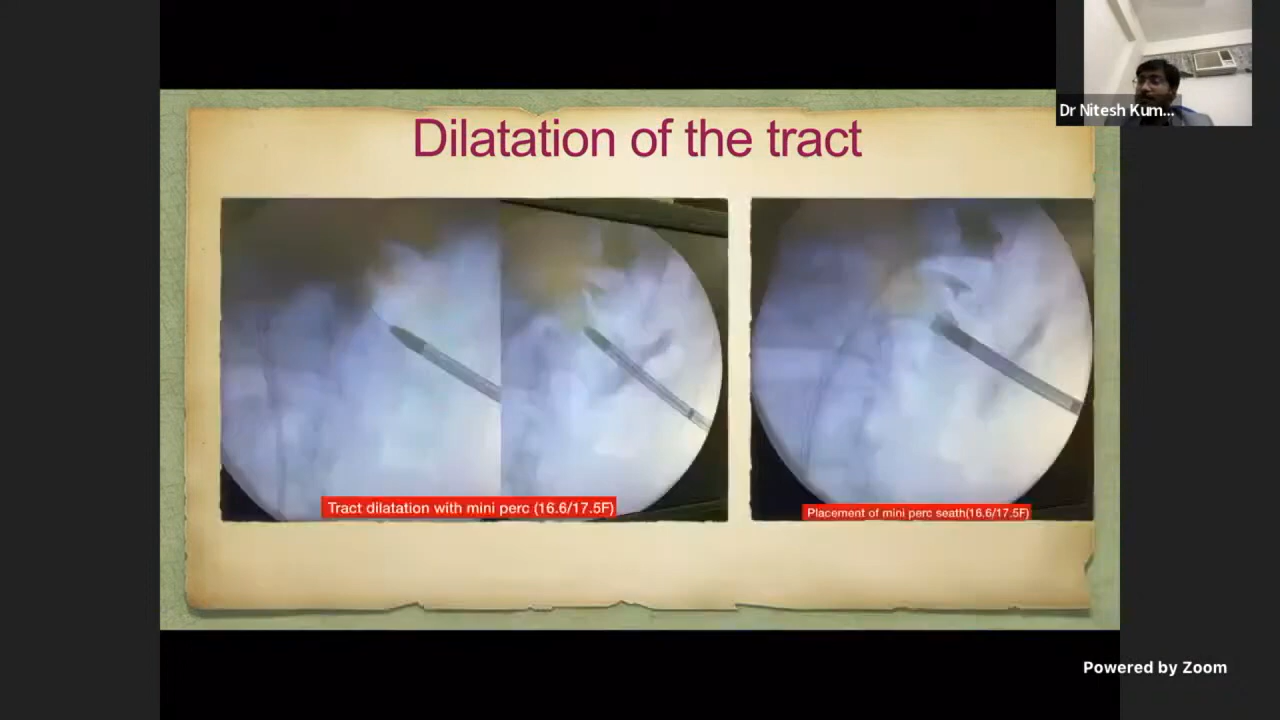 Dilatation of the tract
Dr Nitesh Kum...
Tract dilatation with mini perc (16.6/17.5F)
Placement of mini perc seath(16.6/17.5F)
Powered by Zoom